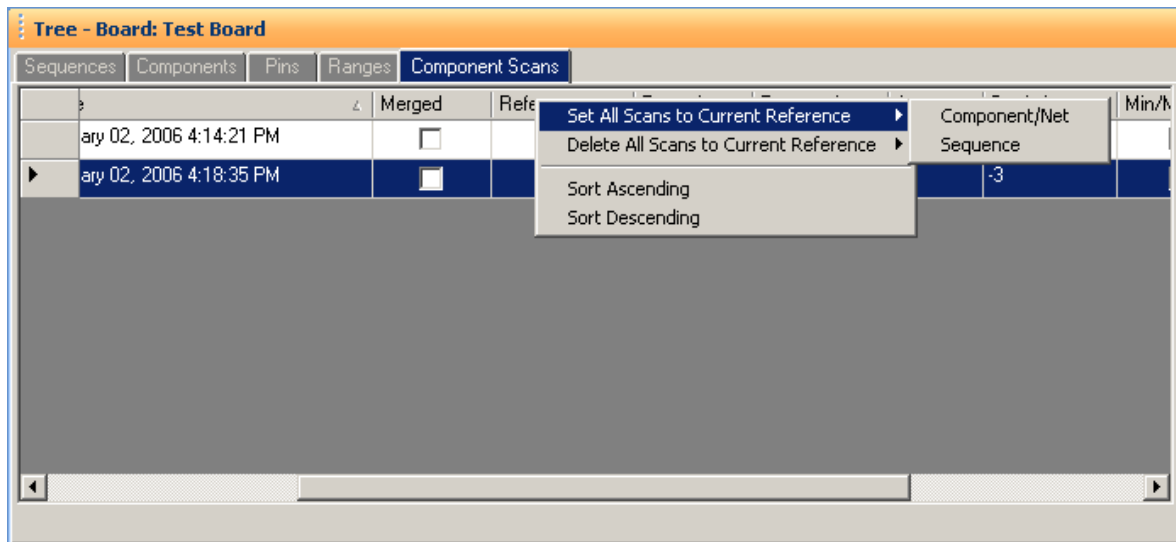 Tree - Board: Test Board
Sequences Components Pins Ranges Component Scans
Merged
ary 02, 2006 4:14:21 PM
ary 02, 2006 4:18:35 PM -3
Set All Scans to Current Reference
Delete All Scans to Current Reference
Sort Ascending
Sort Descending
Component/Net
Sequence